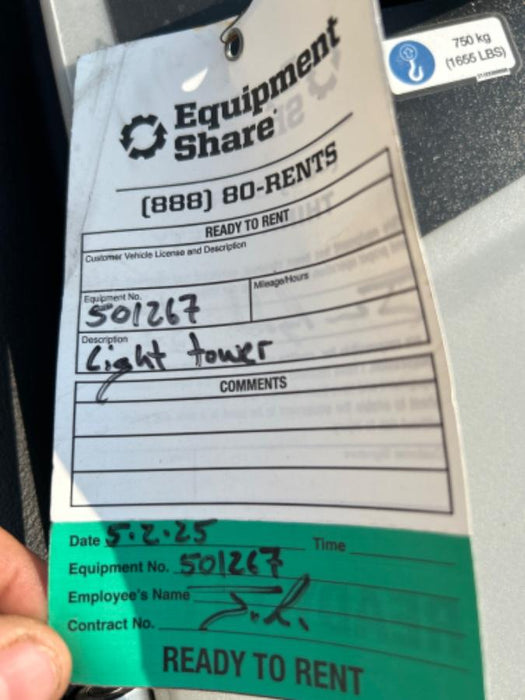 750 kg
(1655 LBS)
Equipment
Share
(888) 80-RENTS
READY TO RENT
Customer Vehicle License and Description
Equipment No. 501267 Mileage/Hours
Description Light tower
COMMENTS
Date 5.2.25 Time
Equipment No. 501267
Employee's Name
Contract No.
READY TO RENT